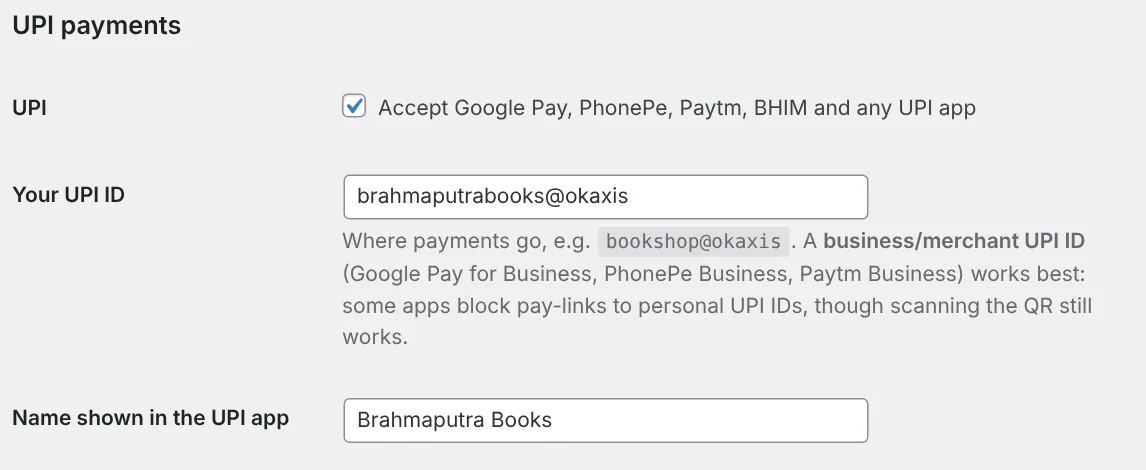 UPI payments
UPI
Accept Google Pay, PhonePe, Paytm, BHIM and any UPI app
Your UPI ID
brahmaputrabooks@okaxis
Where payments go, e.g. bookshop@okaxis. A business/merchant UPI ID
(Google Pay for Business, PhonePe Business, Paytm Business) works best:
some apps block pay-links to personal UPI IDs, though scanning the QR still
works.
Name shown in the UPI app
Brahmaputra Books